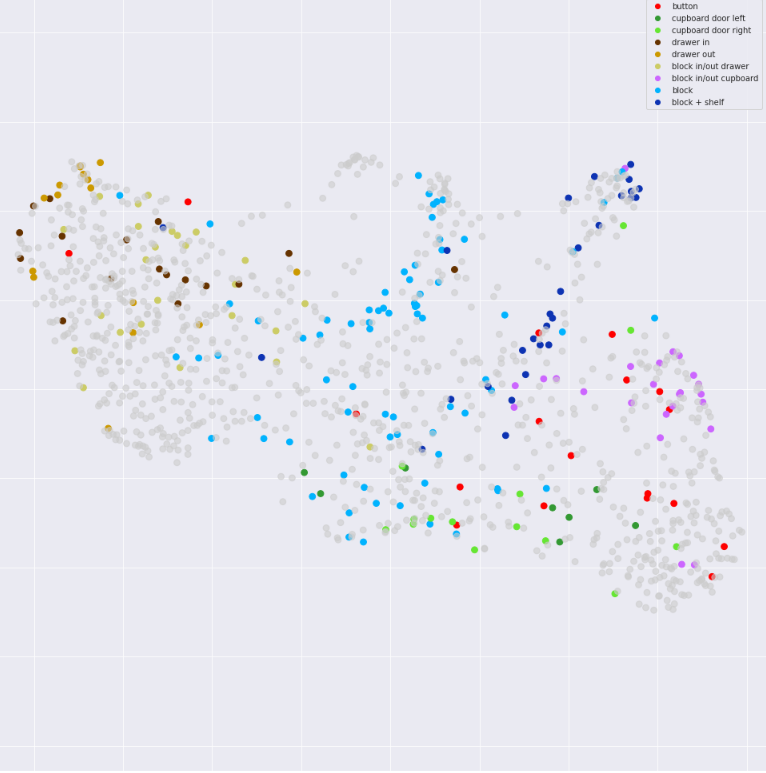 button
cupboard door left
cupboard door right
drawer in
drawer out
block in/out drawer
block in/out cupboard
block
block + shelf